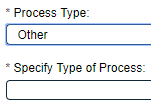 * Process Type:
Other
* Specify Type of Process: